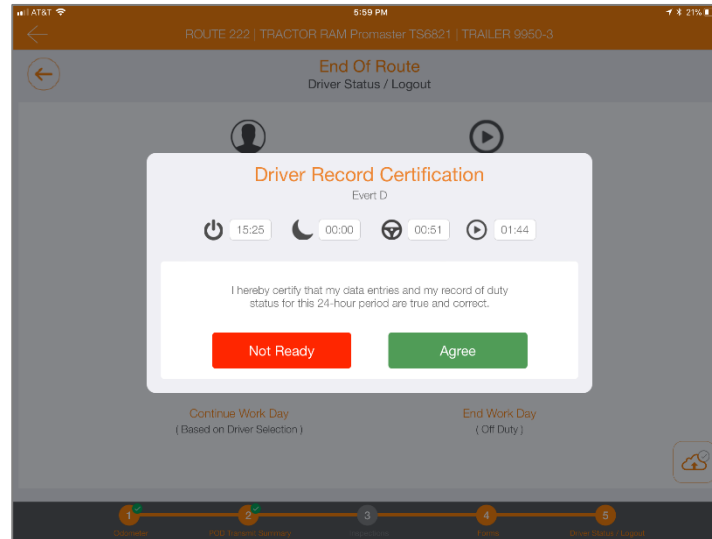 AT&T
5:59 PM
21%
ROUTE 222 | TRACTOR RAM Promaster TS6821 | TRAILER 9950-3
End Of Route
Driver Status / Logout
Driver Record Certification
Evert D
15:25 00:00 00:51 01:44
I hereby certify that my data entries and my record of duty
status for this 24-hour period are true and correct.
Not Ready Agree
Continue Work Day End Work Day
( Based on Driver Selection ) ( Off Duty )
1 2 3 4 5
Odometer POD Transmit Summary Inspections Forms Driver Status / Logout